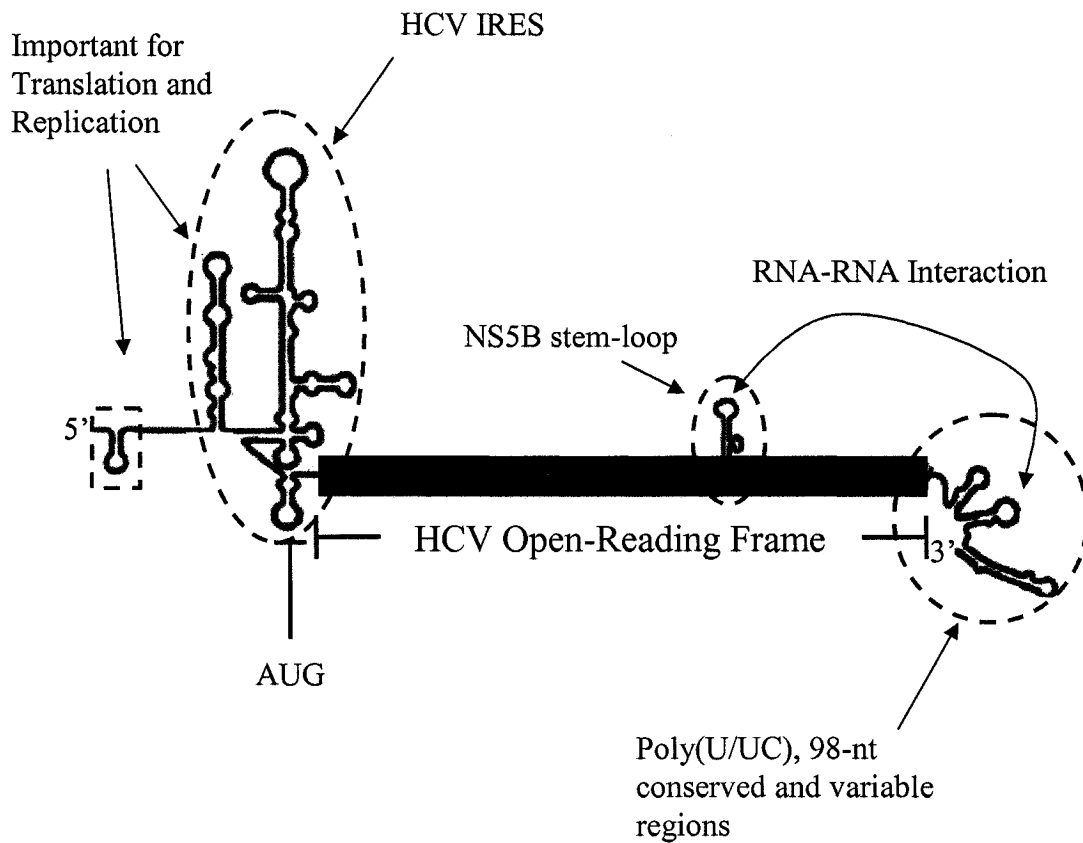 HCV IRES
Important for
Translation and
Replication
RNA-RNA Interaction
NS5B stem-loop
5’
HCV Open-Reading Frame
3’
AUG
Poly(U/UC), 98-nt
conserved and variable
regions